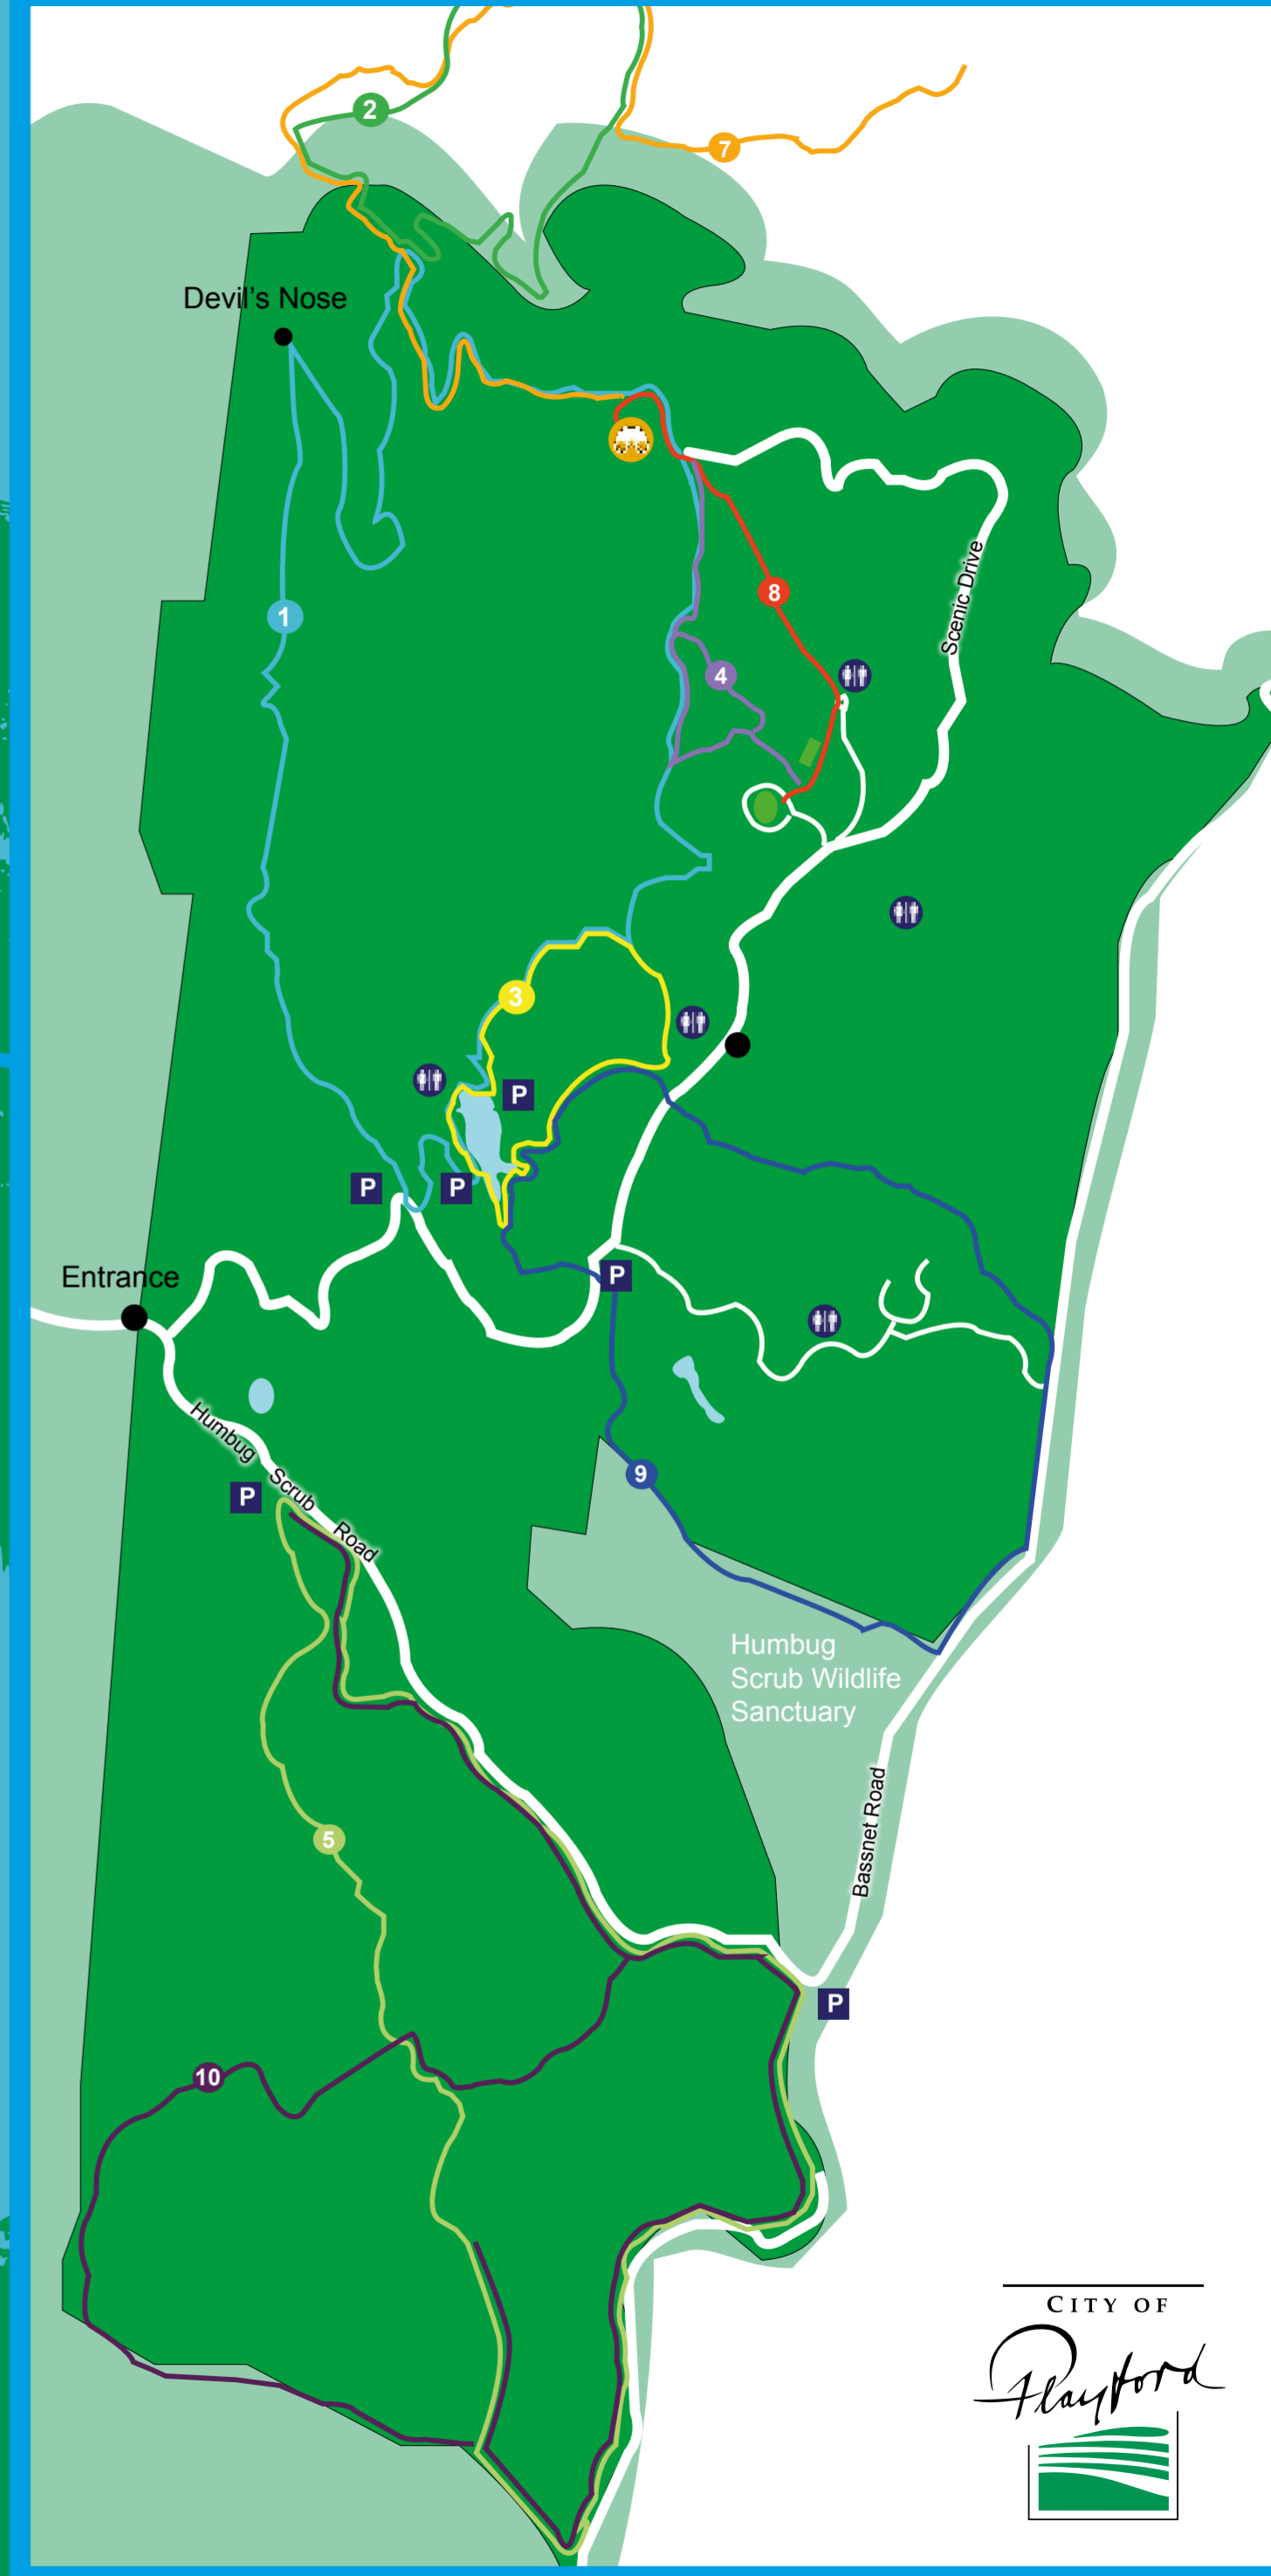 2
7
Devil's Nose
Scenic Drive
8
1
4
3
P
P
P
Entrance
P
Humbug Scrub Road
9
P
Humbug
Scrub Wildlife
Sanctuary
Bassnet Road
5
P
10
CITY OF
Playford